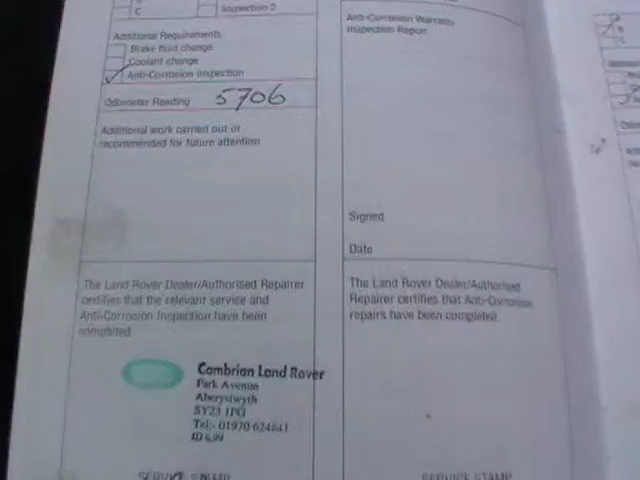 C
Inspection 2
Additional Requirements
Brake fluid change
Coolant change
Anti-Corrosion Inspection
Odometer Reading 5706
Additional work carried out or
recommended for future attention
The Land Rover Dealer/Authorised Repairer
certifies that the relevant service and
Anti-Corrosion Inspection have been
completed.
Cambrian Land Rover
Park Avenue
Aberystwyth
SY23 1PG
Tel:- 01970 624841
SERVICE STAMP
Anti-Corrosion Warranty
Inspection Report
Signed
Date
The Land Rover Dealer/Authorised
Repairer certifies that Anti-Corrosion
repairs have been completed.
SERVICE STAMP